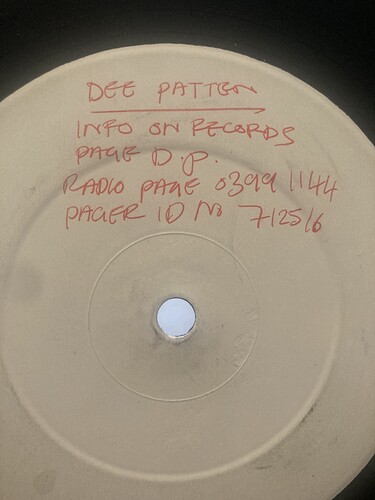 DEE PATTEN
INFO ON RECORDS
PAGE D.P.
RADIO PAGE 0399 1144
PAGER ID No 712516